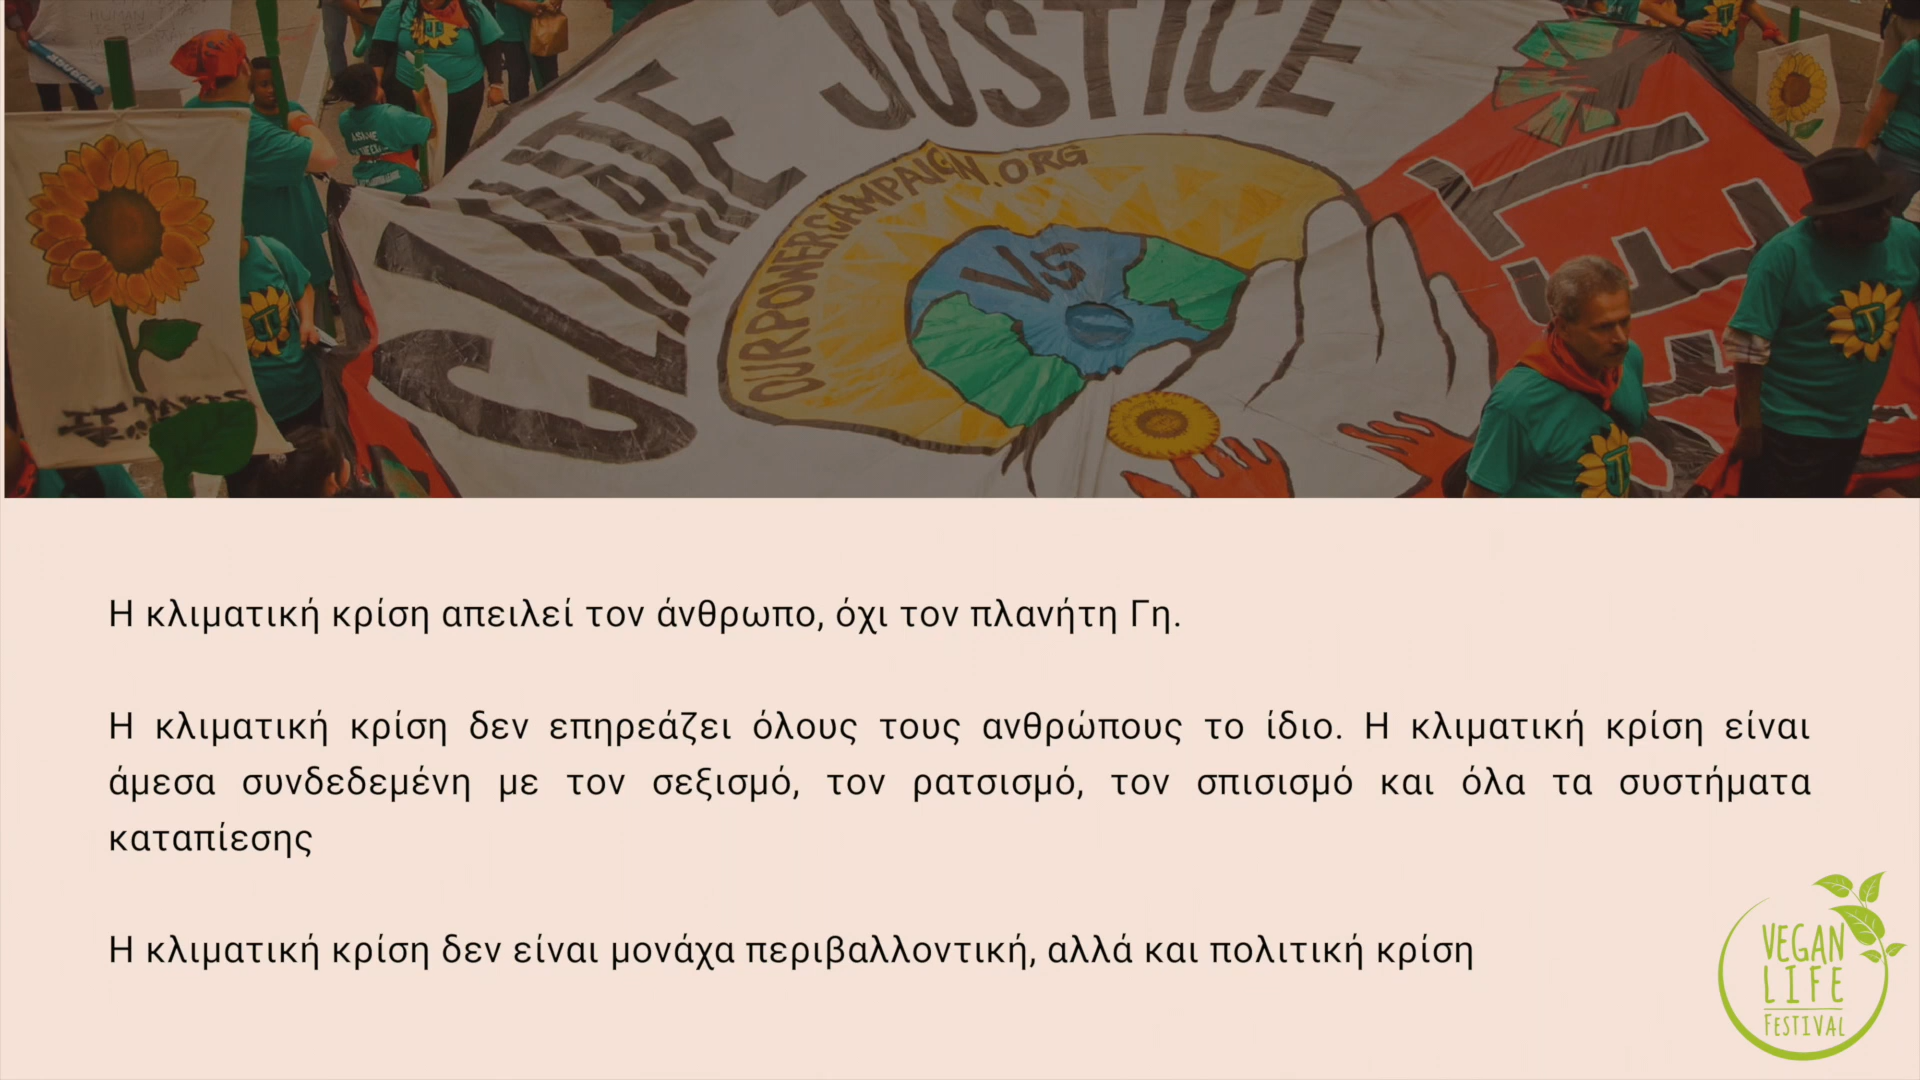 CLIMATE JUSTICE
OURPOWERCAMPAIGN.ORG
VS
IT TAKES
Η κλιματική κρίση απειλεί τον άνθρωπο, όχι τον πλανήτη Γη.
Η κλιματική κρίση δεν επηρεάζει όλους τους ανθρώπους το ίδιο. Η κλιματική κρίση είναι
άμεσα συνδεδεμένη με τον σεξισμό, τον ρατσισμό, τον σπισισμό και όλα τα συστήματα
καταπίεσης
Η κλιματική κρίση δεν είναι μονάχα περιβαλλοντική, αλλά και πολιτική κρίση
VEGAN
LIFE
FESTIVAL